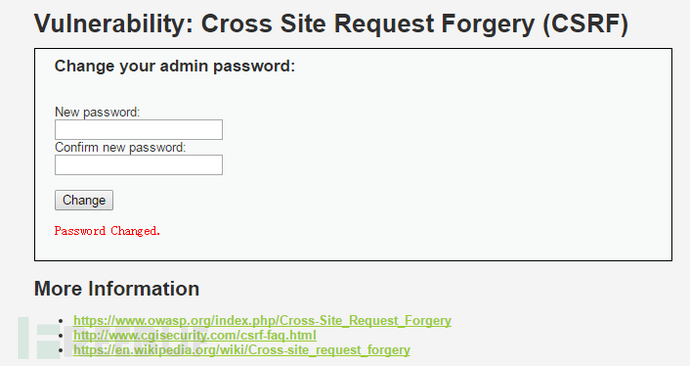 Vulnerability: Cross Site Request Forgery (CSRF)
Change your admin password:
New password:
Confirm new password:
Change
Password Changed.
More Information
https://www.owasp.org/index.php/Cross-Site_Request_Forgery
http://www.cgisecurity.com/csrf-faq.html
https://en.wikipedia.org/wiki/Cross-site_request_forgery